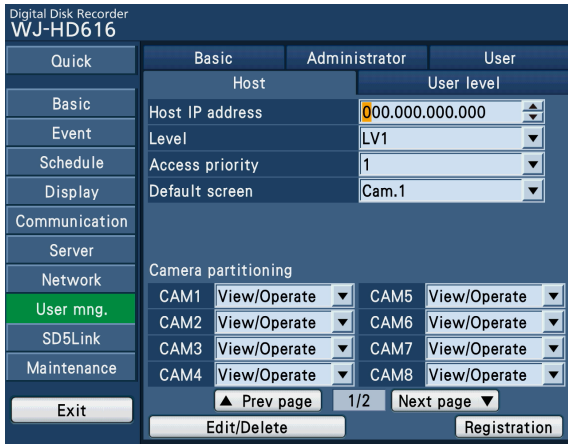 Digital Disk Recorder
WJ-HD616
Quick
Basic
Event
Schedule
Display
Communication
Server
Network
User mng.
SD5Link
Maintenance
Exit
Basic Administrator User
Host User level
Host IP address 000.000.000.000
Level LV1
Access priority 1
Default screen Cam.1
Camera partitioning
CAM1 View/Operate CAM5 View/Operate
CAM2 View/Operate CAM6 View/Operate
CAM3 View/Operate CAM7 View/Operate
CAM4 View/Operate CAM8 View/Operate
▲ Prev page 1/2 Next page ▼
Edit/Delete Registration